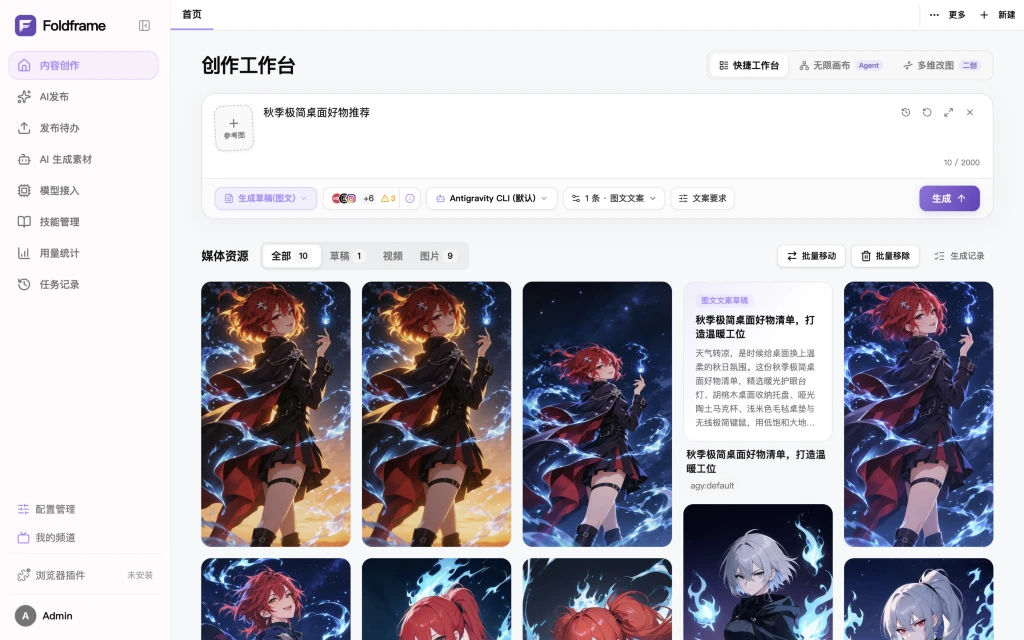 Foldframe
内容创作
AI发布
发布待办
AI 生成素材
模型接入
技能管理
用量统计
任务记录
配置管理
我的频道
浏览器插件 未安装
A Admin
首页
更多
新建
创作工作台
快捷工作台
无限画布 Agent
多维改图 二创
参考图
秋季极简桌面好物推荐
10 / 2000
生成草稿(图文)
+6
3
Antigravity CLI (默认)
1 条 · 图文文案
文案要求
生成
媒体资源
全部 10
草稿 1
视频
图片 9
批量移动
批量移除
生成记录
图文文案草稿
秋季极简桌面好物清单，打
造温暖工位
天气转凉，是时候给桌面换上温
柔的秋日氛围。这份秋季极简桌
面好物清单，精选暖光护眼台
灯、胡桃木桌面收纳托盘、哑光
陶土马克杯、浅米色毛毡桌垫与
无线极简键鼠，用低饱和大地...
秋季极简桌面好物清单，打造温
暖工位
agy:default